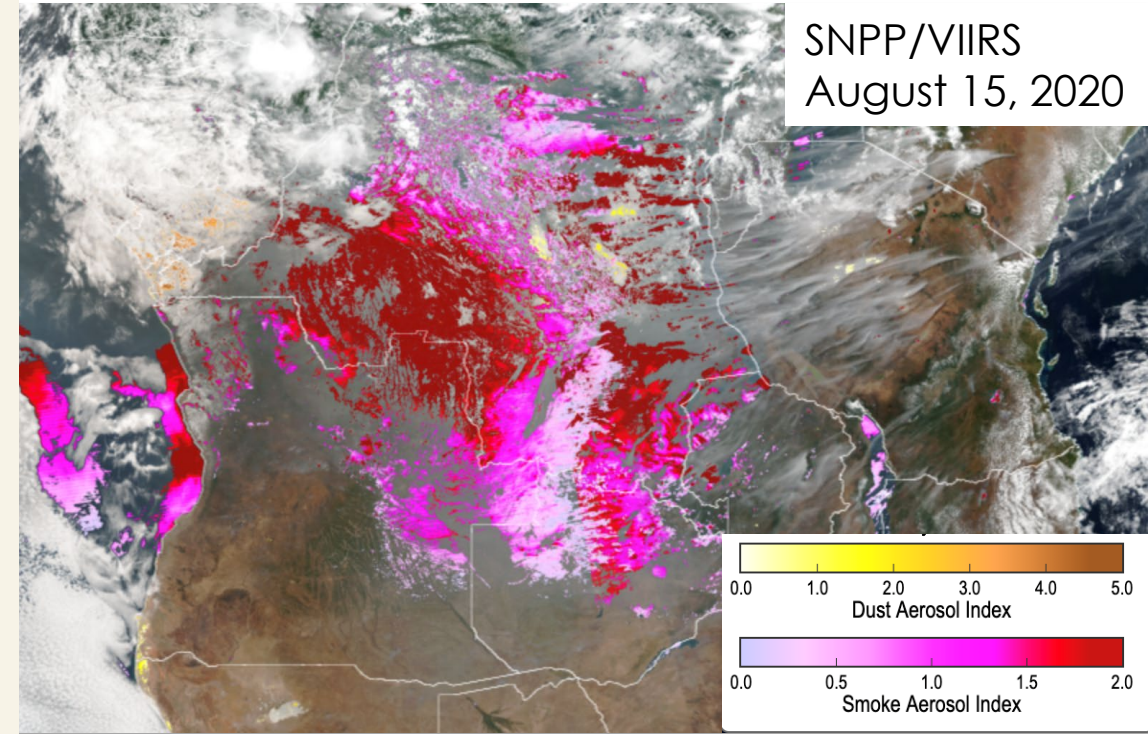 SNPP/VIIRS
August 15, 2020
0.0 1.0 2.0 3.0 4.0 5.0
Dust Aerosol Index
0.0 0.5 1.0 1.5 2.0
Smoke Aerosol Index